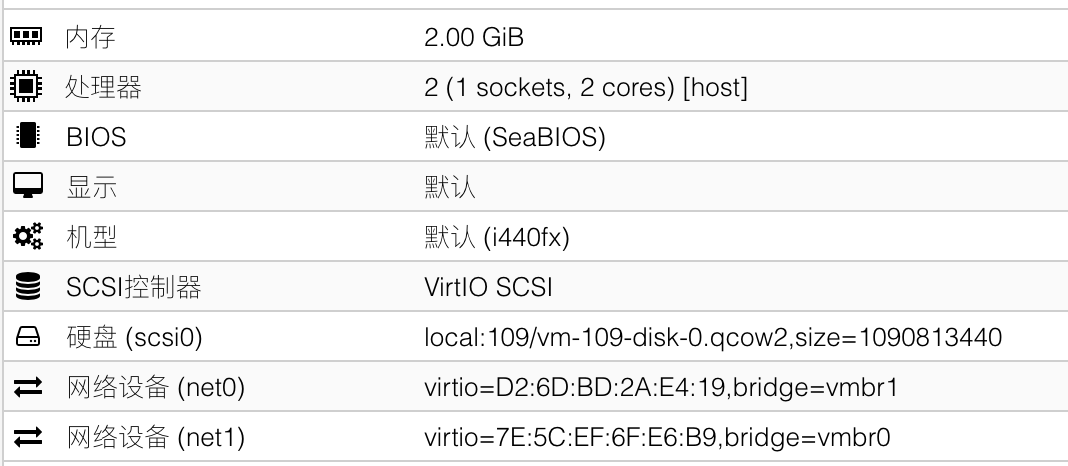 内存 2.00 GiB
处理器 2 (1 sockets, 2 cores) [host]
BIOS 默认 (SeaBIOS)
显示 默认
机型 默认 (i440fx)
SCSI控制器 VirtIO SCSI
硬盘 (scsi0) local:109/vm-109-disk-0.qcow2,size=1090813440
网络设备 (net0) virtio=D2:6D:BD:2A:E4:19,bridge=vmbr1
网络设备 (net1) virtio=7E:5C:EF:6F:E6:B9,bridge=vmbr0